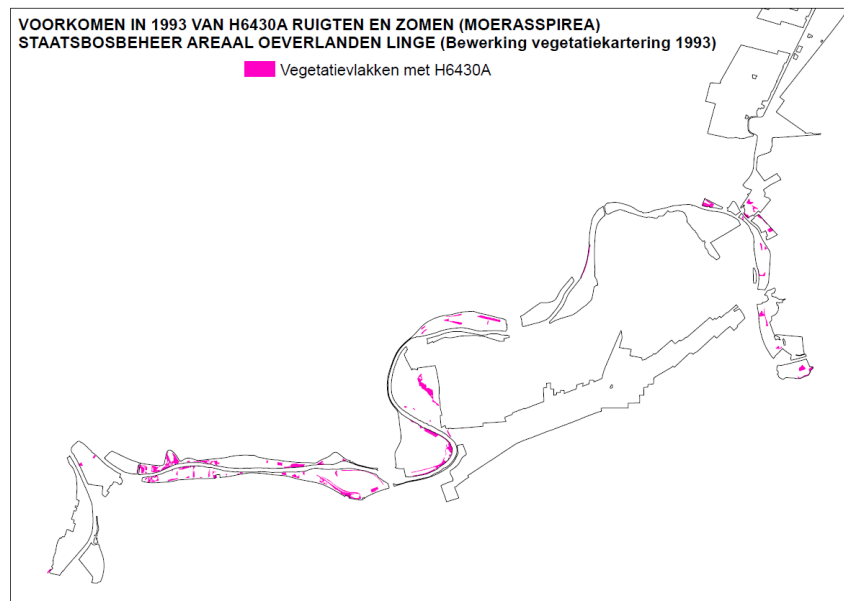 VOORKOMEN IN 1993 VAN H6430A RUIGTEN EN ZOMEN (MOERASSPIREA)
STAATSBOSBEHEER AREAAL OEVERLANDEN LINGE (Bewerking vegetatiekartering 1993)
Vegetatievlakken met H6430A